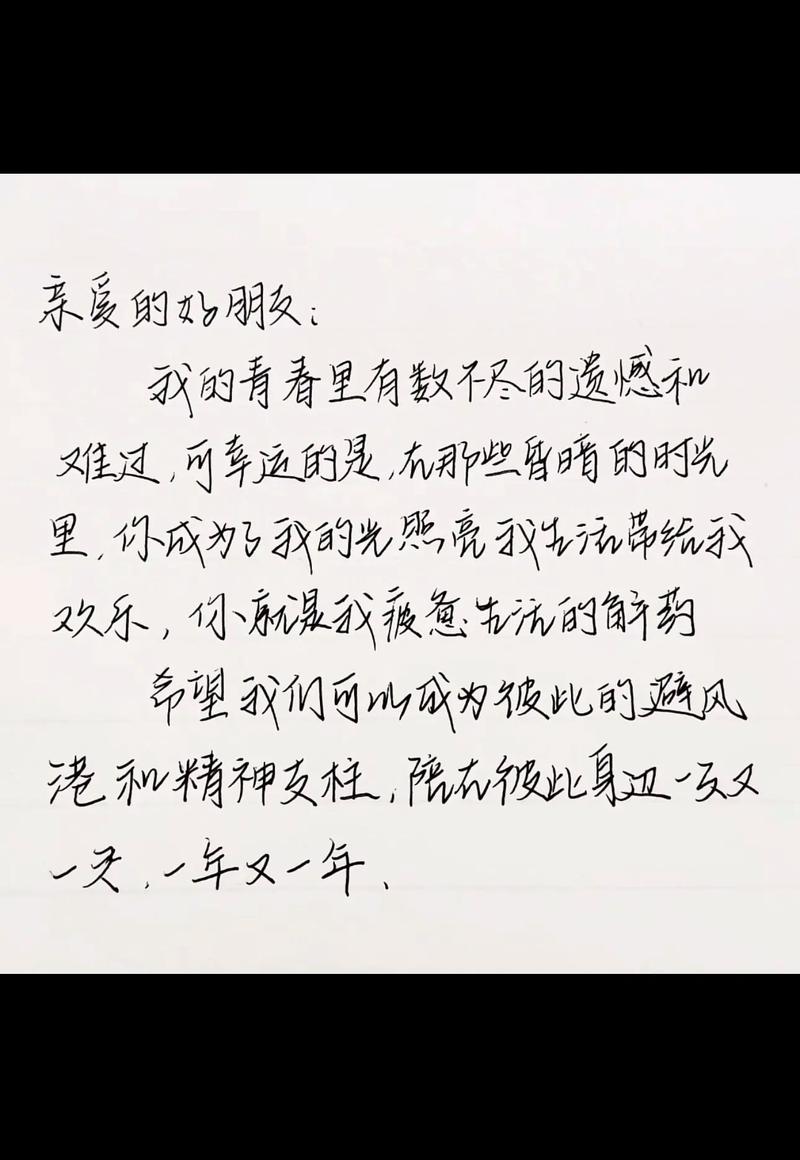 亲爱的好朋友：
我的青春里有数不尽的遗憾和
难过，可幸运的是，在那些昏暗的时光
里，你成为了我的光照亮我生活带给我
欢乐，你就是我疲惫生活的解药
希望我们可以成为彼此的避风
港和精神支柱，陪在彼此身边一天又
一天，一年又一年、